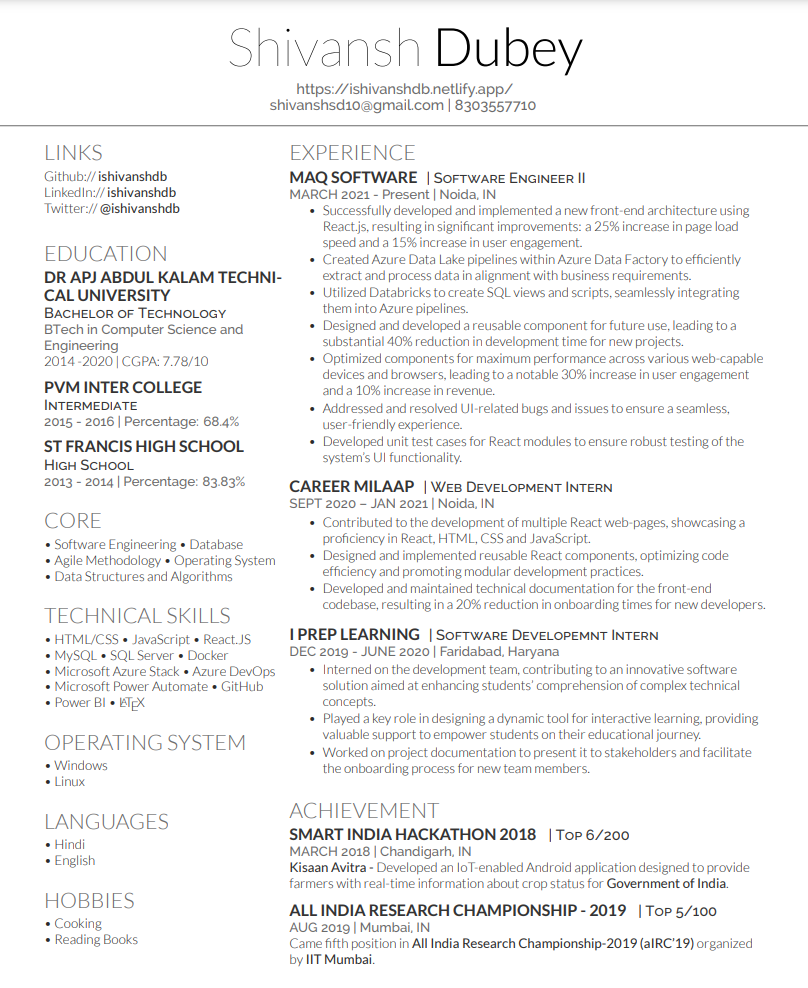 Shivansh Dubey
https://ishivanshdb.netlify.app/
shivanshsd10@gmail.com | 8303557710
LINKS
Github:// ishivanshdb
LinkedIn:// ishivanshdb
Twitter:// @ishivanshdb
EDUCATION
DR APJ ABDUL KALAM TECHNI-
CAL UNIVERSITY
Bachelor of Technology
BTech in Computer Science and
Engineering
2014 -2020 | CGPA: 7.78/10
PVM INTER COLLEGE
Intermediate
2015 - 2016 | Percentage: 68.4%
ST FRANCIS HIGH SCHOOL
High School
2013 - 2014 | Percentage: 83.83%
CORE
• Software Engineering • Database
• Agile Methodology • Operating System
• Data Structures and Algorithms
TECHNICAL SKILLS
• HTML/CSS • JavaScript • React.JS
• MySQL • SQL Server • Docker
• Microsoft Azure Stack • Azure DevOps
• Microsoft Power Automate • GitHub
• Power BI • LATEX
OPERATING SYSTEM
• Windows
• Linux
LANGUAGES
• Hindi
• English
HOBBIES
• Cooking
• Reading Books
EXPERIENCE
MAQ SOFTWARE | Software Engineer II
MARCH 2021 - Present | Noida, IN
• Successfully developed and implemented a new front-end architecture using
React.js, resulting in significant improvements: a 25% increase in page load
speed and a 15% increase in user engagement.
• Created Azure Data Lake pipelines within Azure Data Factory to efficiently
extract and process data in alignment with business requirements.
• Utilized Databricks to create SQL views and scripts, seamlessly integrating
them into Azure pipelines.
• Designed and developed a reusable component for future use, leading to a
substantial 40% reduction in development time for new projects.
• Optimized components for maximum performance across various web-capable
devices and browsers, leading to a notable 30% increase in user engagement
and a 10% increase in revenue.
• Addressed and resolved UI-related bugs and issues to ensure a seamless,
user-friendly experience.
• Developed unit test cases for React modules to ensure robust testing of the
system's UI functionality.
CAREER MILAAP | Web Development Intern
SEPT 2020 – JAN 2021 | Noida, IN
• Contributed to the development of multiple React web-pages, showcasing a
proficiency in React, HTML, CSS and JavaScript.
• Designed and implemented reusable React components, optimizing code
efficiency and promoting modular development practices.
• Developed and maintained technical documentation for the front-end
codebase, resulting in a 20% reduction in onboarding times for new developers.
I PREP LEARNING | Software Developemnt Intern
DEC 2019 - JUNE 2020 | Faridabad, Haryana
• Interned on the development team, contributing to an innovative software
solution aimed at enhancing students' comprehension of complex technical
concepts.
• Played a key role in designing a dynamic tool for interactive learning, providing
valuable support to empower students on their educational journey.
• Worked on project documentation to present it to stakeholders and facilitate
the onboarding process for new team members.
ACHIEVEMENT
SMART INDIA HACKATHON 2018 | Top 6/200
MARCH 2018 | Chandigarh, IN
Kisaan Avitra - Developed an IoT-enabled Android application designed to provide
farmers with real-time information about crop status for Government of India.
ALL INDIA RESEARCH CHAMPIONSHIP - 2019 | Top 5/100
AUG 2019 | Mumbai, IN
Came fifth position in All India Research Championship-2019 (aIRC'19) organized
by IIT Mumbai.